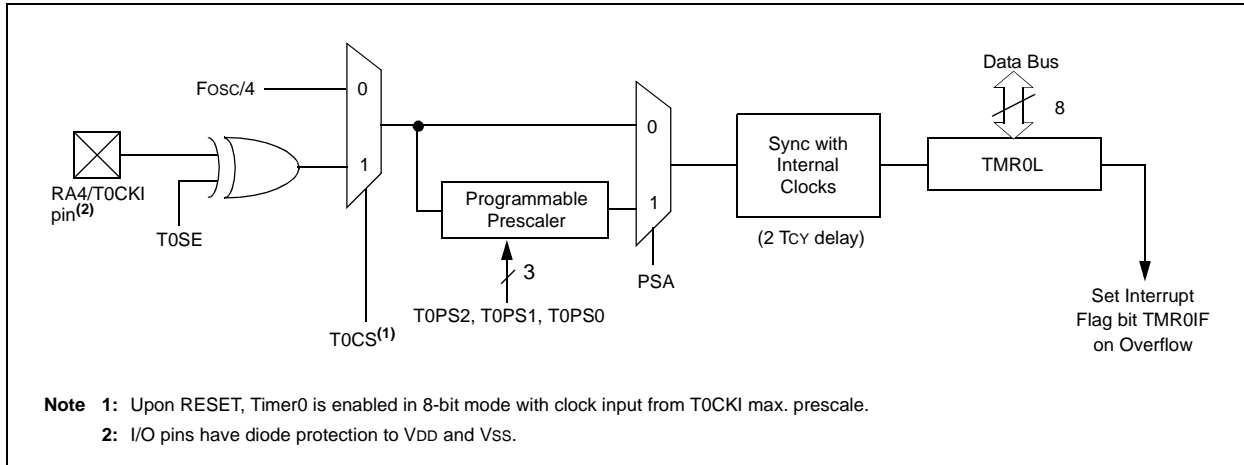 Data Bus
8
FOSC/4
0
0
1
1
Sync with
Internal
Clocks
TMR0L
RA4/T0CKI
pin(2)
T0SE
Programmable
Prescaler
(2 TCY delay)
3
PSA
T0PS2, T0PS1, T0PS0
T0CS(1)
Set Interrupt
Flag bit TMR0IF
on Overflow
Note 1: Upon RESET, Timer0 is enabled in 8-bit mode with clock input from T0CKI max. prescale.
2: I/O pins have diode protection to VDD and VSS.